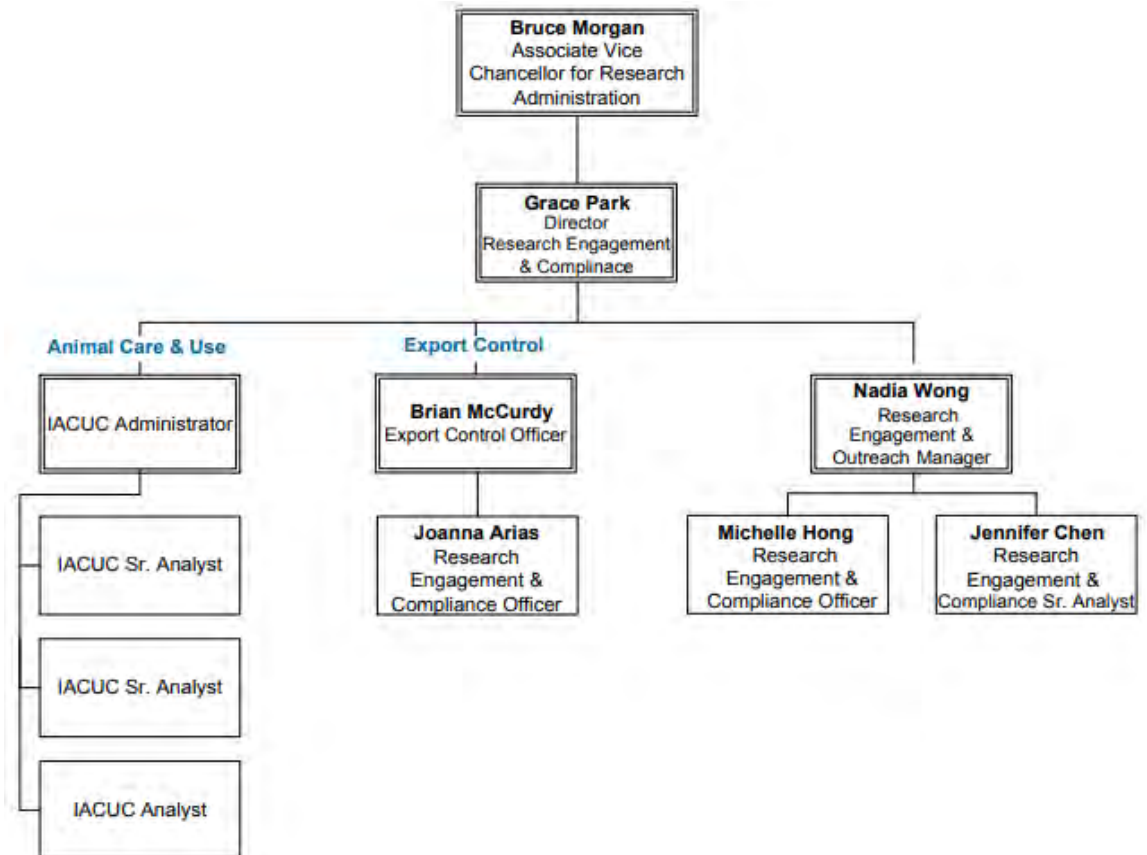 Bruce Morgan
Associate Vice
Chancellor for Research
Administration
Grace Park
Director
Research Engagement
& Complinace
Animal Care & Use
IACUC Administrator
IACUC Sr. Analyst
IACUC Sr. Analyst
IACUC Analyst
Export Control
Brian McCurdy
Export Control Officer
Joanna Arias
Research
Engagement &
Compliance Officer
Nadia Wong
Research
Engagement &
Outreach Manager
Michelle Hong
Research
Engagement &
Compliance Officer
Jennifer Chen
Research
Engagement &
Compliance Sr. Analyst